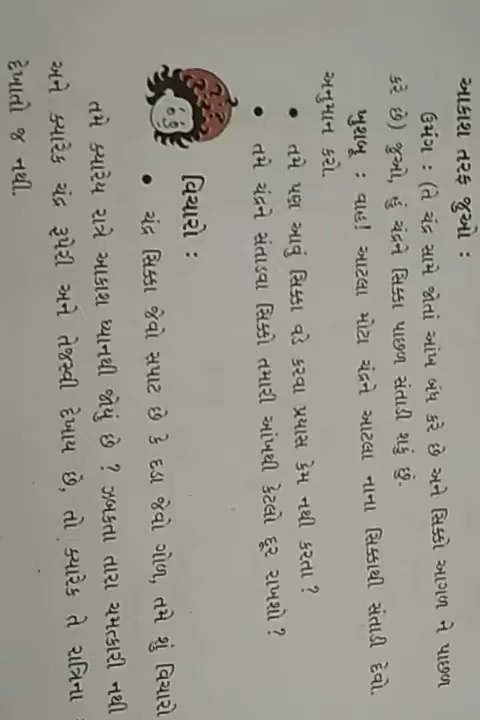 આકાશ તરફ જુઓ :
ઉમંગ : (તે ચંદ્ર સામે જોતાં આંખ બંધ કરે છે અને સિક્કો આગળ ને પાછળ
કરે છે) જુઓ, હું ચંદ્રને સિક્કા પાછળ સંતાડી શકું છું.
ખુશબૂ : વાહ! આટલા મોટા ચંદ્રને આટલા નાના સિક્કાથી સંતાડી દેવો.
અનુમાન કરો.
• તમે પણ આવું સિક્કા વડે કરવા પ્રયાસ કેમ નથી કરતા ?
• તમે ચંદ્રને સંતાડવા સિક્કો તમારી આંખથી કેટલો દૂર રાખશો ?
વિચારો :
• ચંદ્ર સિક્કા જેવો સપાટ છે કે દડા જેવો ગોળ, તમે શું વિચારો
તમે ક્યારેય રાત્રે આકાશ ધ્યાનથી જોયું છે ? ઝબકતા તારા ચમત્કારી નથી
અને ક્યારેક ચંદ્ર રૂપેરી અને તેજસ્વી દેખાય છે, તો ક્યારેક તે રાત્રિના
દેખાતો જ નથી.